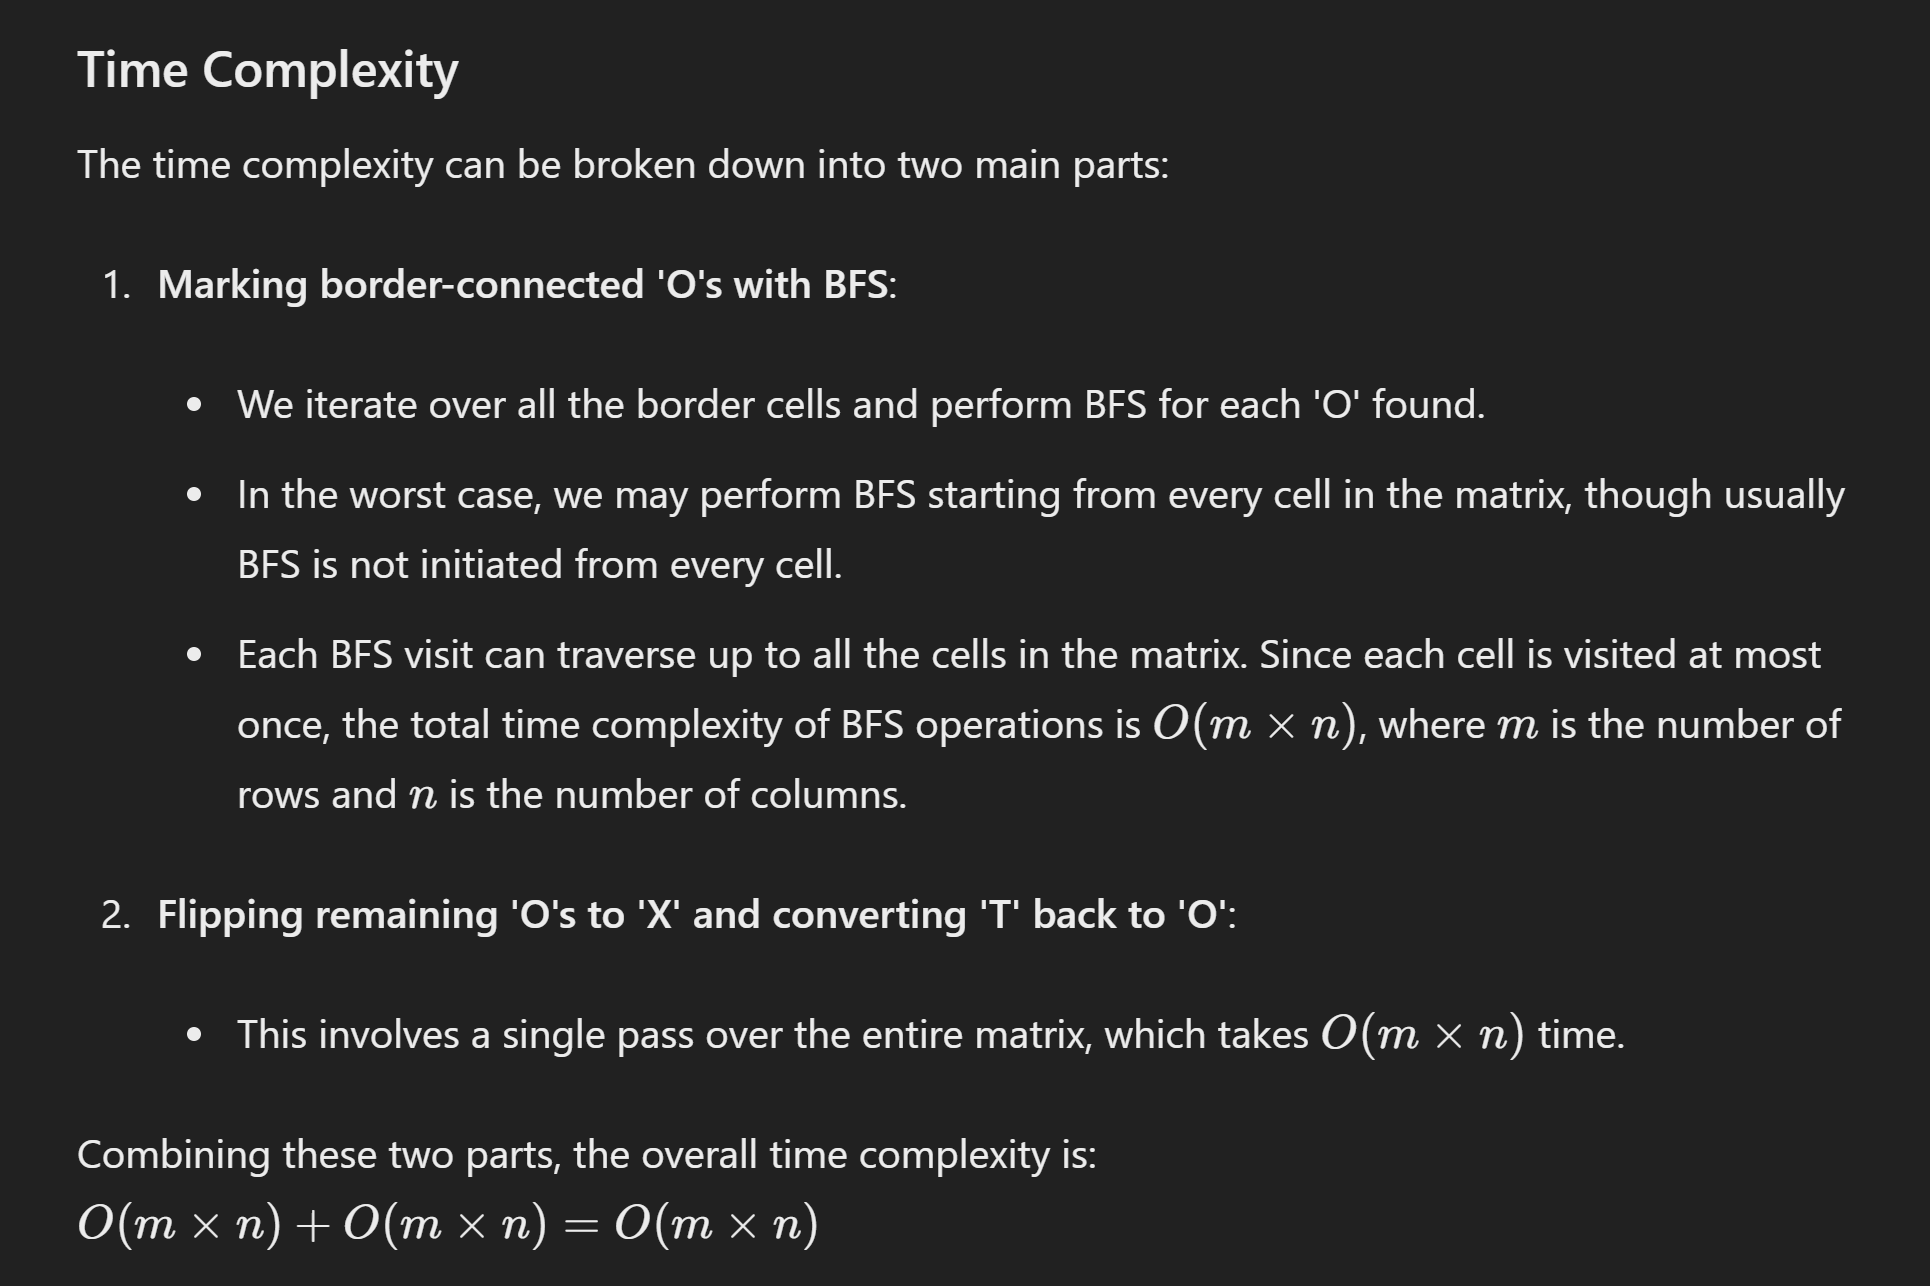 Time Complexity
The time complexity can be broken down into two main parts:
1. Marking border-connected 'O's with BFS:
• We iterate over all the border cells and perform BFS for each 'O' found.
• In the worst case, we may perform BFS starting from every cell in the matrix, though usually
BFS is not initiated from every cell.
• Each BFS visit can traverse up to all the cells in the matrix. Since each cell is visited at most
once, the total time complexity of BFS operations is O(m × n), where m is the number of
rows and n is the number of columns.
2. Flipping remaining 'O's to 'X' and converting 'T' back to 'O':
• This involves a single pass over the entire matrix, which takes O(m × n) time.
Combining these two parts, the overall time complexity is:
O(m × n) + O(m × n) = O(m × n)